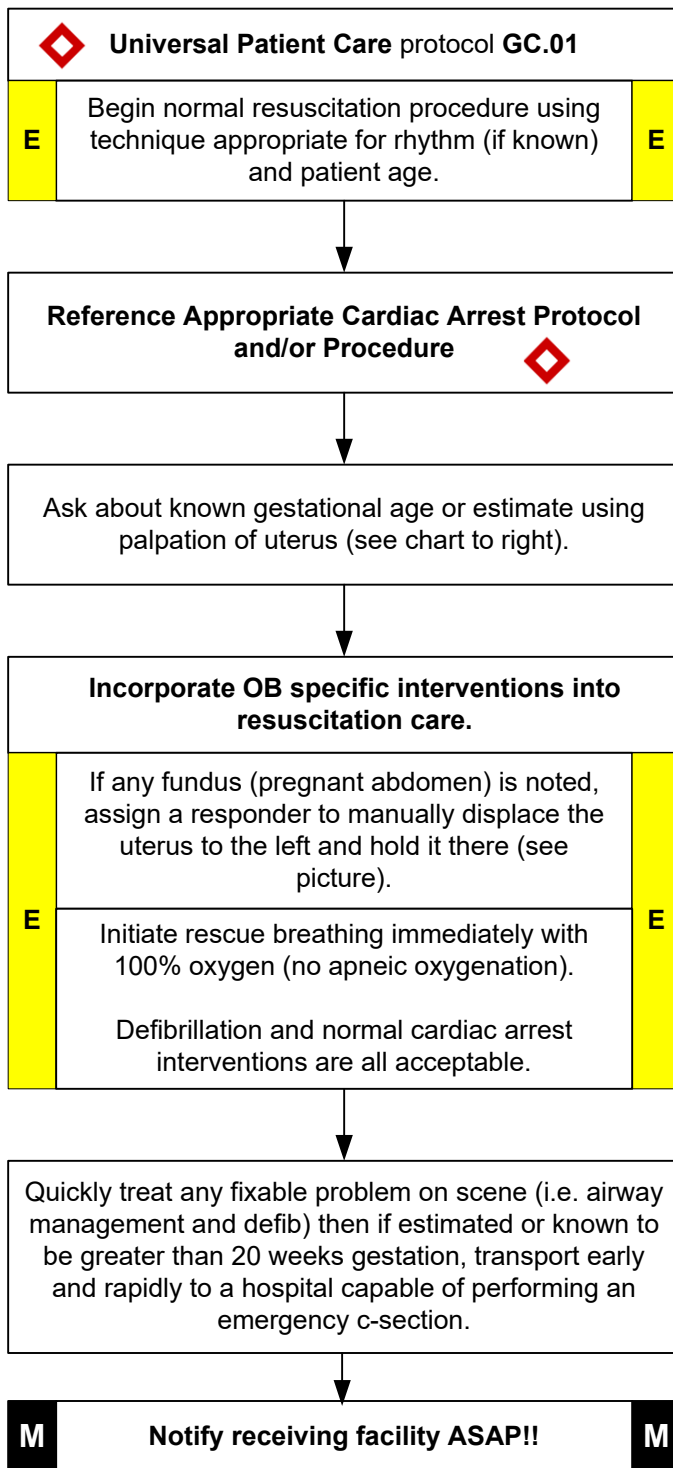 Universal Patient Care protocol GC.01
E
Begin normal resuscitation procedure using
technique appropriate for rhythm (if known)
and patient age.
E
Reference Appropriate Cardiac Arrest Protocol
and/or Procedure
Ask about known gestational age or estimate using
palpation of uterus (see chart to right).
Incorporate OB specific interventions into
resuscitation care.
E
If any fundus (pregnant abdomen) is noted,
assign a responder to manually displace the
uterus to the left and hold it there (see
picture).
Initiate rescue breathing immediately with
100% oxygen (no apneic oxygenation).
Defibrillation and normal cardiac arrest
interventions are all acceptable.
E
Quickly treat any fixable problem on scene (i.e. airway
management and defib) then if estimated or known to
be greater than 20 weeks gestation, transport early
and rapidly to a hospital capable of performing an
emergency c-section.
M
Notify receiving facility ASAP!!
M